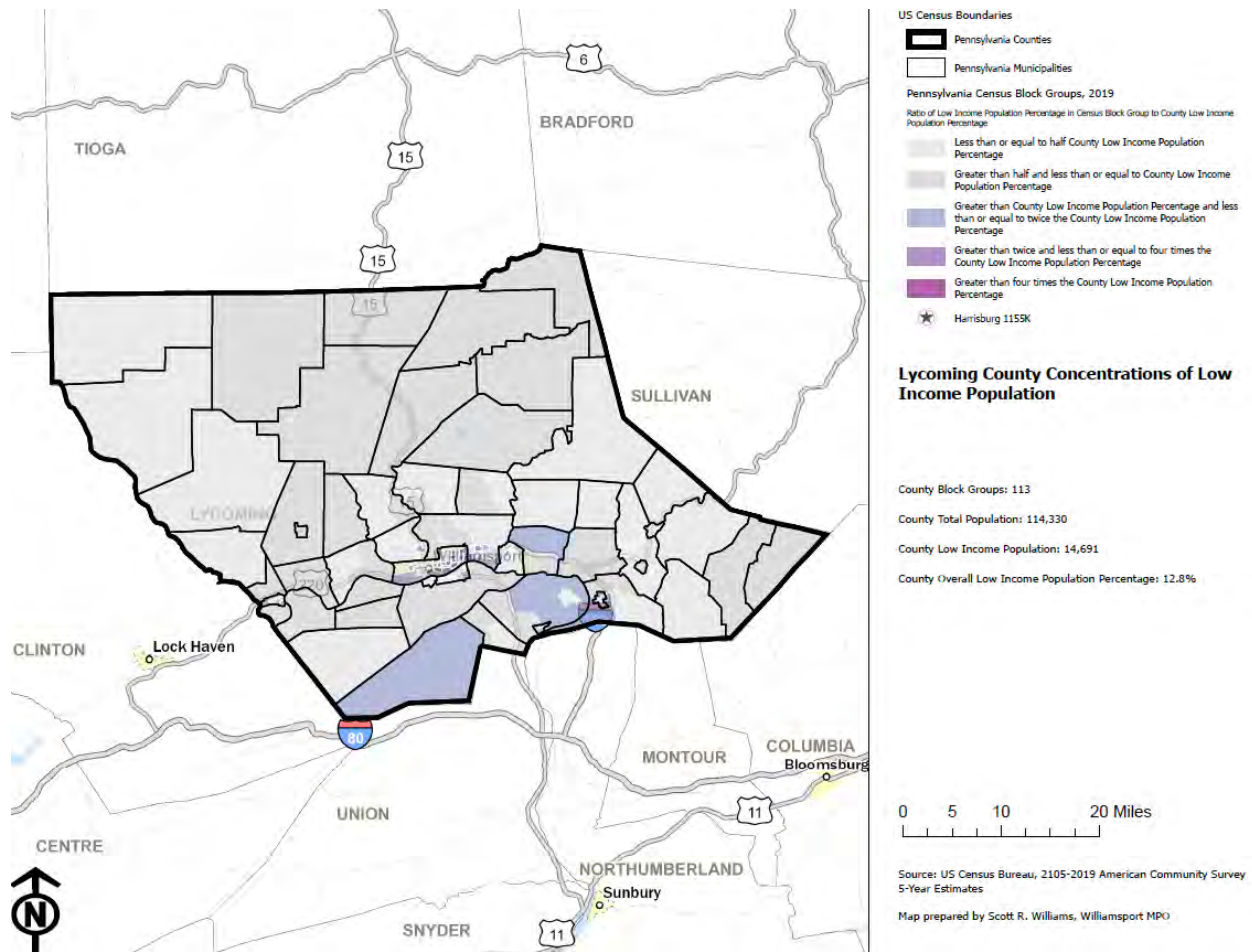 6
BRADFORD
TIOGA
15
15
15
SULLIVAN
LYCOMING
15
Williamsport
220
CLINTON
Lock Haven
80
MONTOUR
COLUMBIA
Bloomsburg
UNION
11
CENTRE
NORTHUMBERLAND
Sunbury
SNYDER
11
N
US Census Boundaries
Pennsylvania Counties
Pennsylvania Municipalities
Pennsylvania Census Block Groups, 2019
Ratio of Low Income Population Percentage in Census Block Group to County Low Income
Population Percentage
Less than or equal to half County Low Income Population
Percentage
Greater than half and less than or equal to County Low Income
Population Percentage
Greater than County Low Income Population Percentage and less
than or equal to twice the County Low Income Population
Percentage
Greater than twice and less than or equal to four times the
County Low Income Population Percentage
Greater than four times the County Low Income Population
Percentage
Harrisburg 1155K
Lycoming County Concentrations of Low
Income Population
County Block Groups: 113
County Total Population: 114,330
County Low Income Population: 14,691
County Overall Low Income Population Percentage: 12.8%
0 5 10 20 Miles
Source: US Census Bureau, 2105-2019 American Community Survey
5-Year Estimates
Map prepared by Scott R. Williams, Williamsport MPO